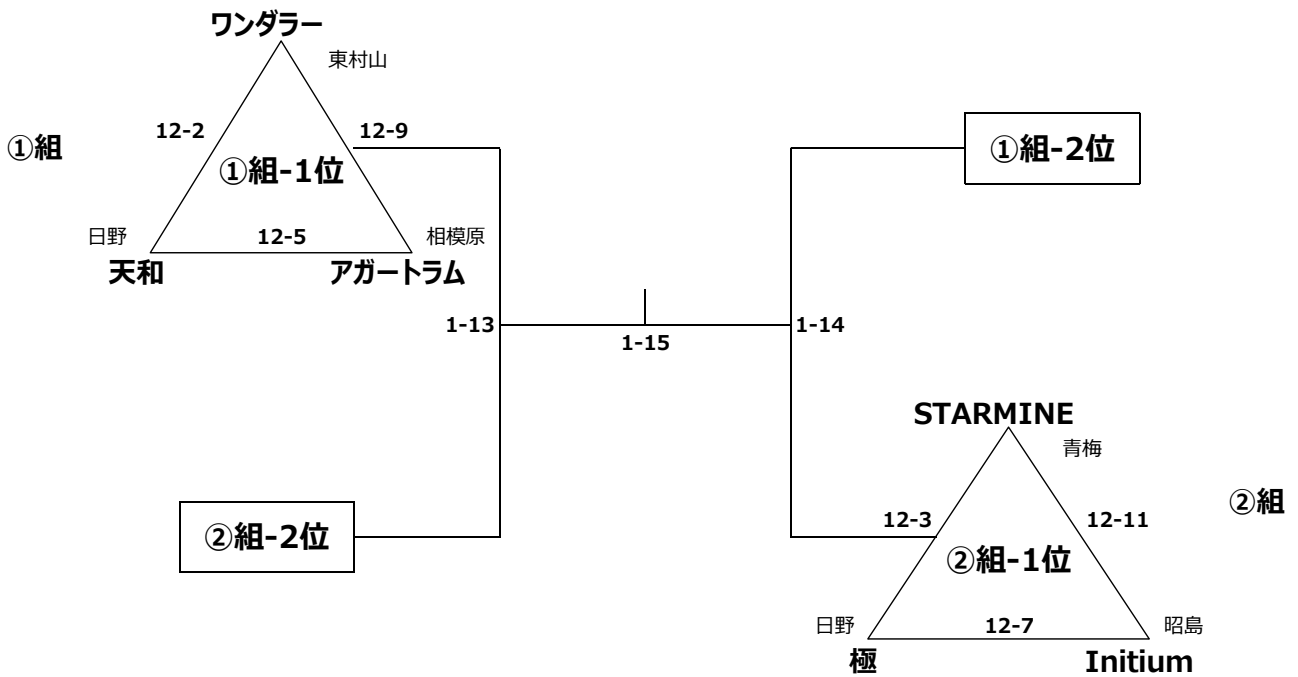 ワンダラー
東村山
12-2
12-9
①組
①組-1位
①組-2位
日野
12-5
相模原
天和
アガートラム
1-13
1-15
1-14
STARMINE
青梅
②組
②組-2位
12-3
12-11
②組-1位
日野
12-7
昭島
極
Initium